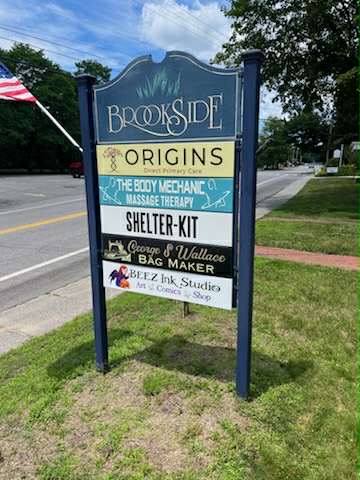 BROOKSIDE
ORIGINS
Direct Primary Care
THE BODY MECHANIC
MASSAGE THERAPY
SHELTER-KIT
George & Wallace
BAG MAKER
BEEZ INK STUDIO
Art Comics Shop